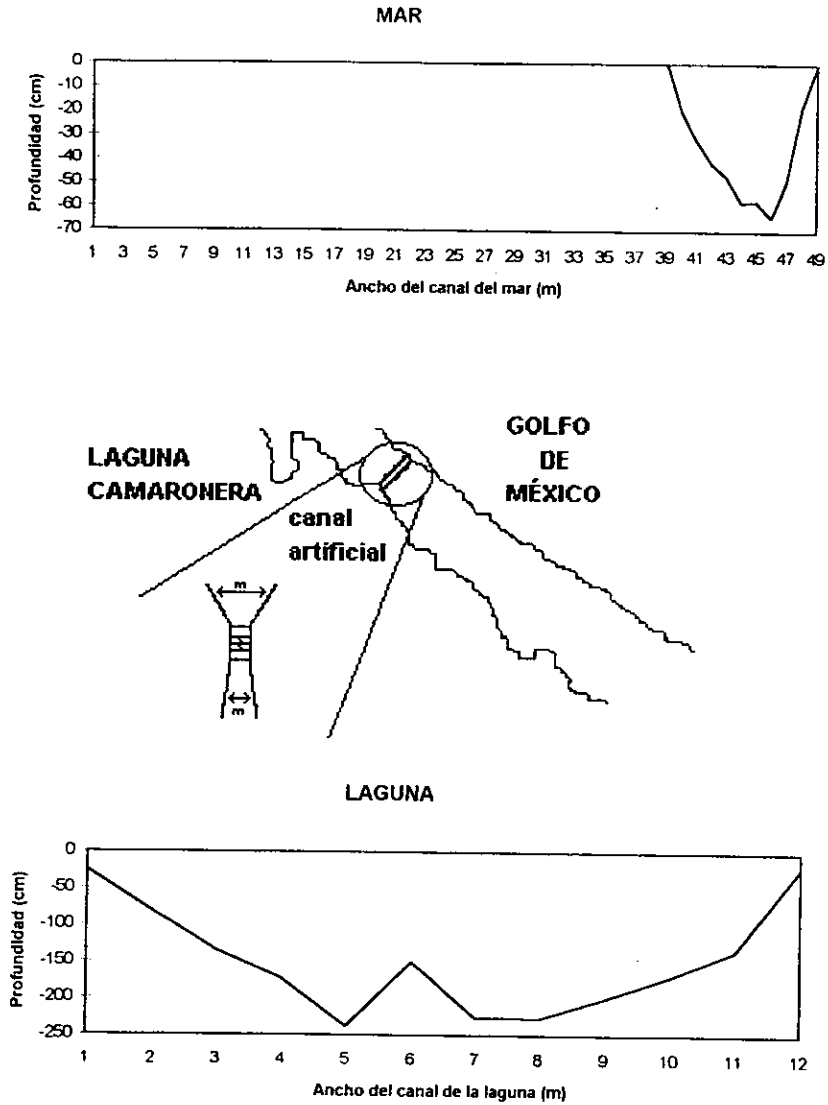 MAR
Profundidad (cm)
0
-10
-20
-30
-40
-50
-60
-70
1 3 5 7 9 11 13 15 17 19 21 23 25 27 29 31 33 35 37 39 41 43 45 47 49
Ancho del canal del mar (m)
LAGUNA
CAMARONERA
GOLFO
DE
MÉXICO
canal
artificial
m
m
LAGUNA
Profundidad (cm)
0
-50
-100
-150
-200
-250
1 2 3 4 5 6 7 8 9 10 11 12
Ancho del canal de la laguna (m)